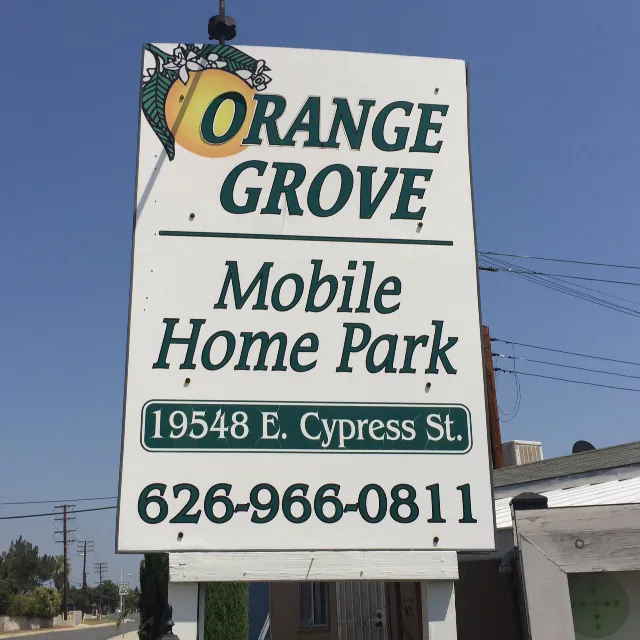 ORANGE
GROVE
Mobile
Home Park
19548 E. Cypress St.
626-966-0811